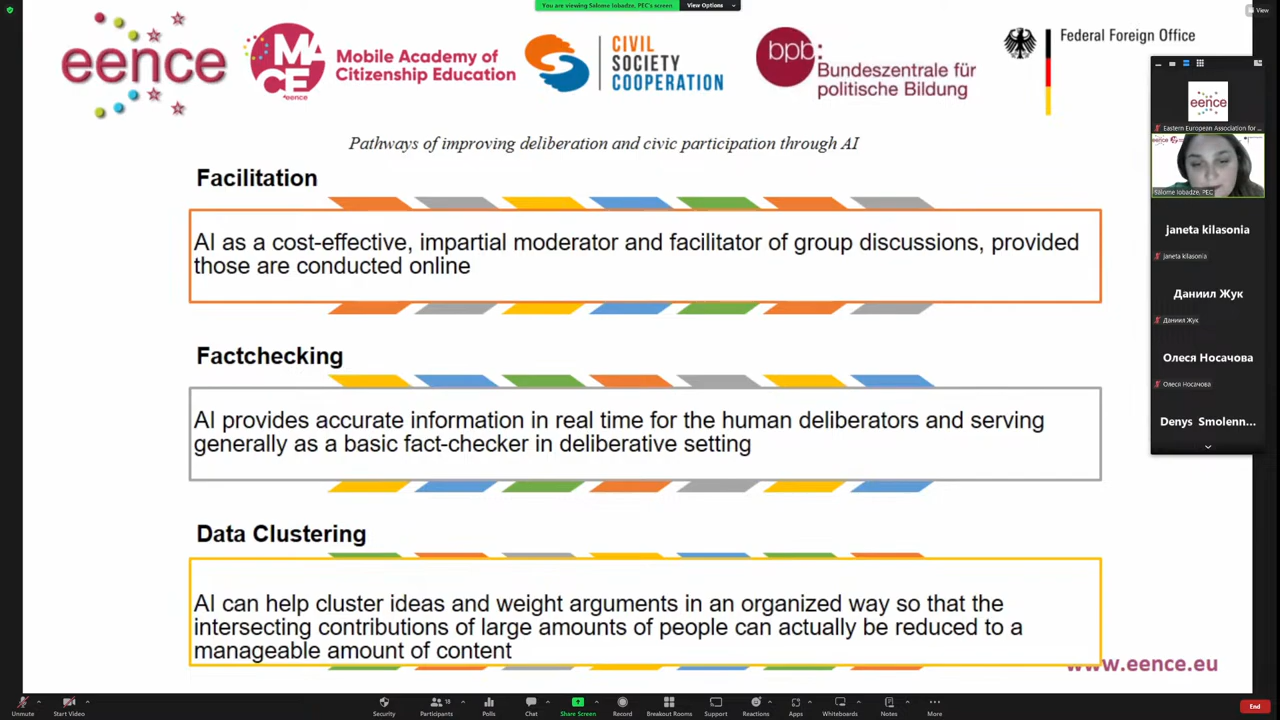 You are viewing Salome Iobadze, PEC's screen.
View Options
View
eence
MACE
eence
Mobile Academy of
Citizenship Education
CIVIL
SOCIETY
COOPERATION
bpb:
Bundeszentrale für
politische Bildung
Federal Foreign Office
Pathways of improving deliberation and civic participation through AI
Facilitation
AI as a cost-effective, impartial moderator and facilitator of group discussions, provided
those are conducted online
Factchecking
AI provides accurate information in real time for the human deliberators and serving
generally as a basic fact-checker in deliberative setting
Data Clustering
AI can help cluster ideas and weight arguments in an organized way so that the
intersecting contributions of large amounts of people can actually be reduced to a
manageable amount of content
www.eence.eu
eence
Eastern European Association for ...
Salome Iobadze, PEC
janeta kilasonia
janeta kilasonia
Даниил Жук
Даниил Жук
Олеся Носачова
Олеся Носачова
Denys Smolenn...
Unmute
Start Video
Security
Participants
18
Polls
Chat
Share Screen
Record
Breakout Rooms
Support
Reactions
Apps
Whiteboards
Notes
More
End